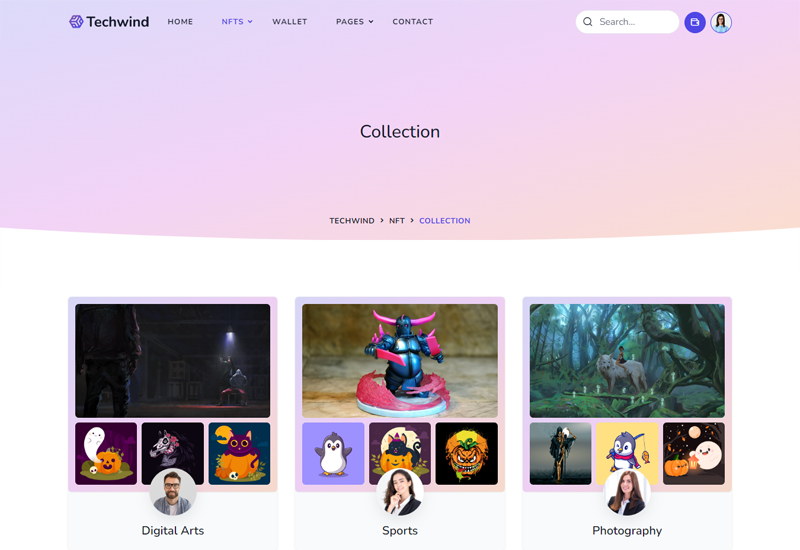 Techwind HOME NFTS WALLET PAGES CONTACT Search...
Collection
TECHWIND > NFT > COLLECTION
Digital Arts
Sports
Photography